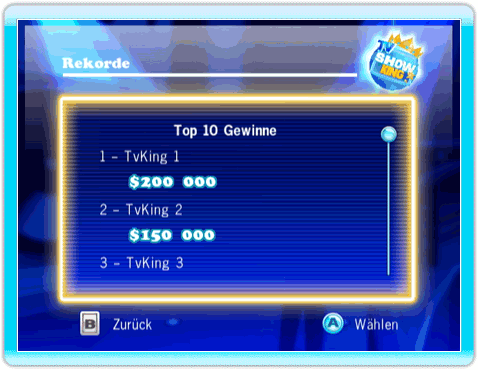 Rekorde
TV
SHOW
KING
Top 10 Gewinne
1 – TvKing 1
$200 000
2 – TvKing 2
$150 000
3 – TvKing 3
B Zurück
A Wählen